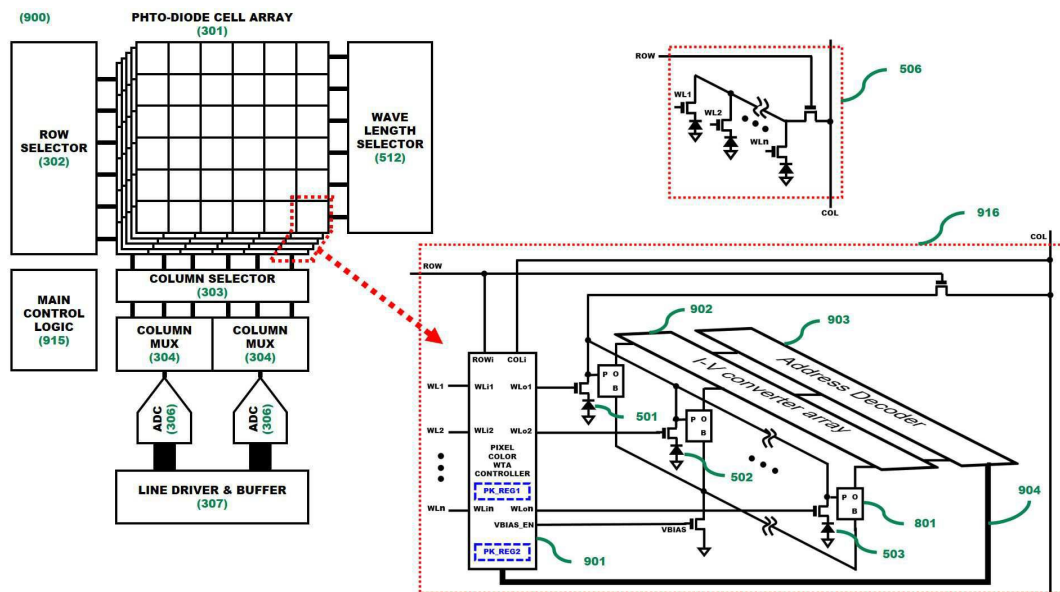 (900)
PHTO-DIODE CELL ARRAY
(301)
ROW
SELECTOR
(302)
WAVE
LENGTH
SELECTOR
(512)
COLUMN SELECTOR
(303)
MAIN
CONTROL
LOGIC
(915)
COLUMN
MUX
(304)
COLUMN
MUX
(304)
ADC
(306)
ADC
(306)
LINE DRIVER & BUFFER
(307)
ROW
506
WL1
WL2
WLn
COL
916
COL
ROW
902
903
I-V converter array
Address Decoder
ROWi
COLi
WL1
WLi1
WLo1
P
O
B
501
WL2
WLi2
WLo2
P
O
B
502
PIXEL
COLOR
WTA
CONTROLLER
PK_REG1
WLn
WLin
WLon
P
O
B
801
VBIAS_EN
VBIAS
503
904
PK_REG2
901